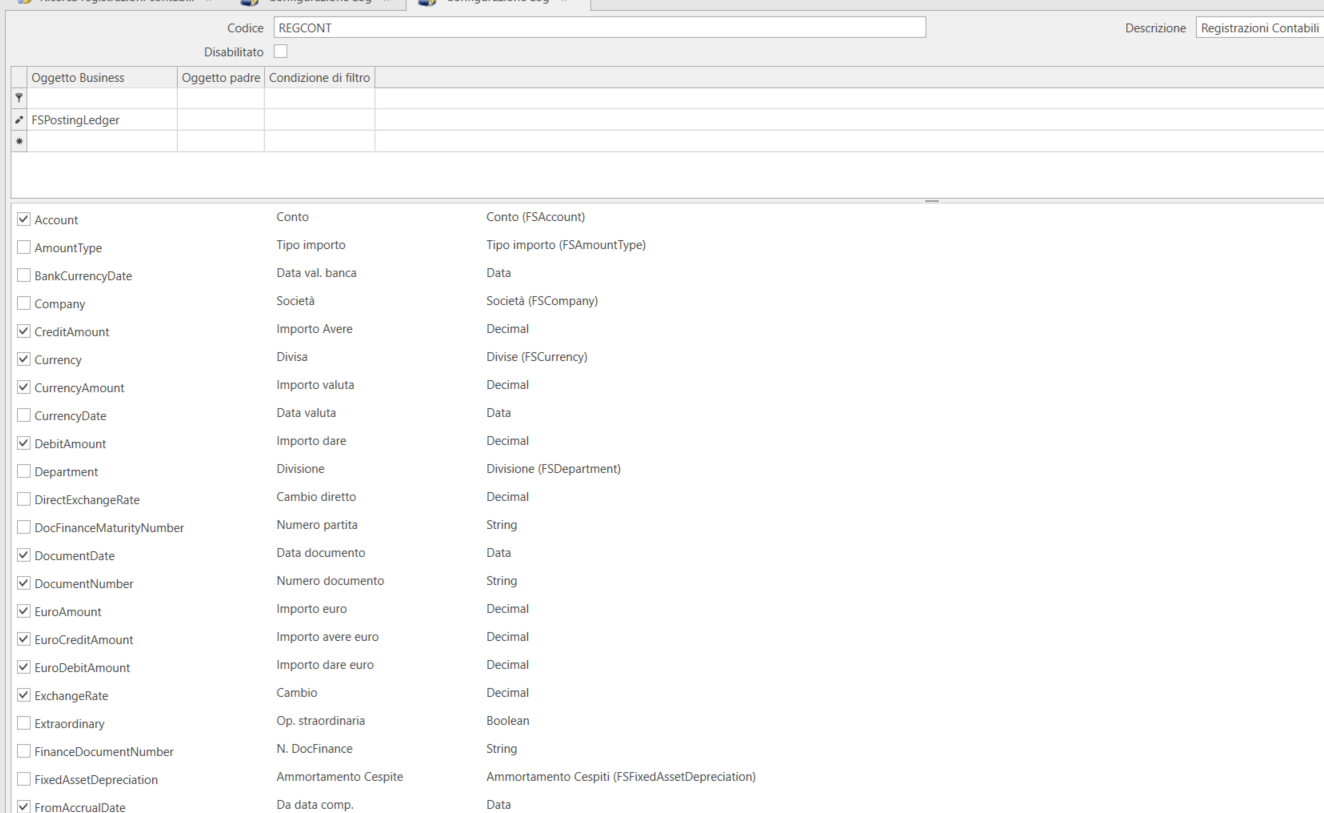 Codice REGCONT Descrizione Registrazioni Contabili
Disabilitato
Oggetto Business Oggetto padre Condizione di filtro
FSPostingLedger
Account Conto Conto (FSAccount)
AmountType Tipo importo Tipo importo (FSAmountType)
BankCurrencyDate Data val. banca Data
Company Società Società (FSCompany)
CreditAmount Importo Avere Decimal
Currency Divisa Divise (FSCurrency)
CurrencyAmount Importo valuta Decimal
CurrencyDate Data valuta Data
DebitAmount Importo dare Decimal
Department Divisione Divisione (FSDepartment)
DirectExchangeRate Cambio diretto Decimal
DocFinanceMaturityNumber Numero partita String
DocumentDate Data documento Data
DocumentNumber Numero documento String
EuroAmount Importo euro Decimal
EuroCreditAmount Importo avere euro Decimal
EuroDebitAmount Importo dare euro Decimal
ExchangeRate Cambio Decimal
Extraordinary Op. straordinaria Boolean
FinanceDocumentNumber N. DocFinance String
FixedAssetDepreciation Ammortamento Cespite Ammortamento Cespiti (FSFixedAssetDepreciation)
FromAccrualDate Da data comp. Data